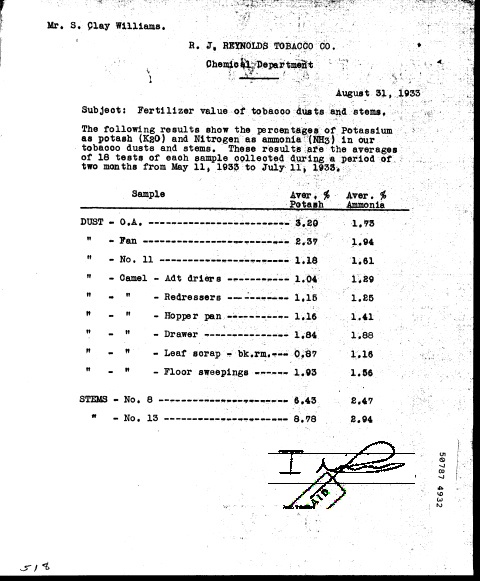 Mr. S. Clay Williams.
R. J. REYNOLDS TOBACCO CO.
Chemical Department
August 31, 1933
Subject: Fertilizer value of tobacco dusts and stems.
The following results show the percentages of Potassium
as potash (K2O) and Nitrogen as ammonia (NH3) in our
tobacco dusts and stems. These results are the averages
of 18 tests of each sample collected during a period of
two months from May 11, 1933 to July 11, 1933.
Sample Aver. % Potash Aver. % Ammonia
DUST - O.A. ------------------------- 3.20 1.73
" - Fan -------------------------- 2.37 1.94
" - No. 11 ----------------------- 1.18 1.61
" - Camel - Adt driers ----------- 1.04 1.29
" - " - Redressers ----------- 1.15 1.25
" - " - Hopper pan ----------- 1.16 1.41
" - " - Drawer --------------- 1.84 1.88
" - " - Leaf scrap - bk.rm.--- 0.87 1.16
" - " - Floor sweepings ------ 1.93 1.56
STEMS - No. 8 ----------------------- 6.43 2.47
" - No. 13 ---------------------- 8.78 2.94
50787 4932
518